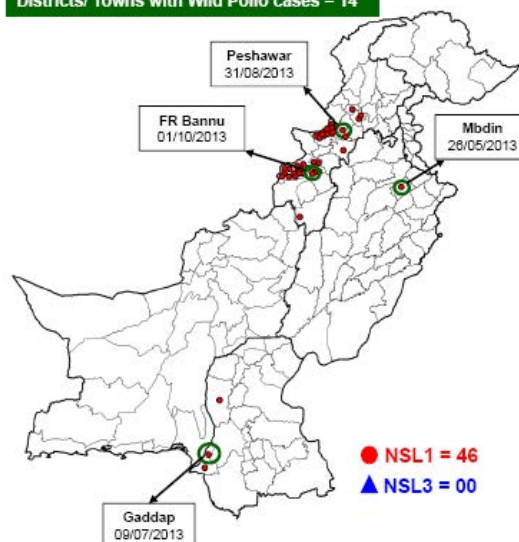 Districts/ Towns with Wild Polio cases – 14
Peshawar
31/08/2013
FR Bannu
01/10/2013
Mbdin
26/05/2013
NSL1 = 46
NSL3 = 00
Gaddap
09/07/2013